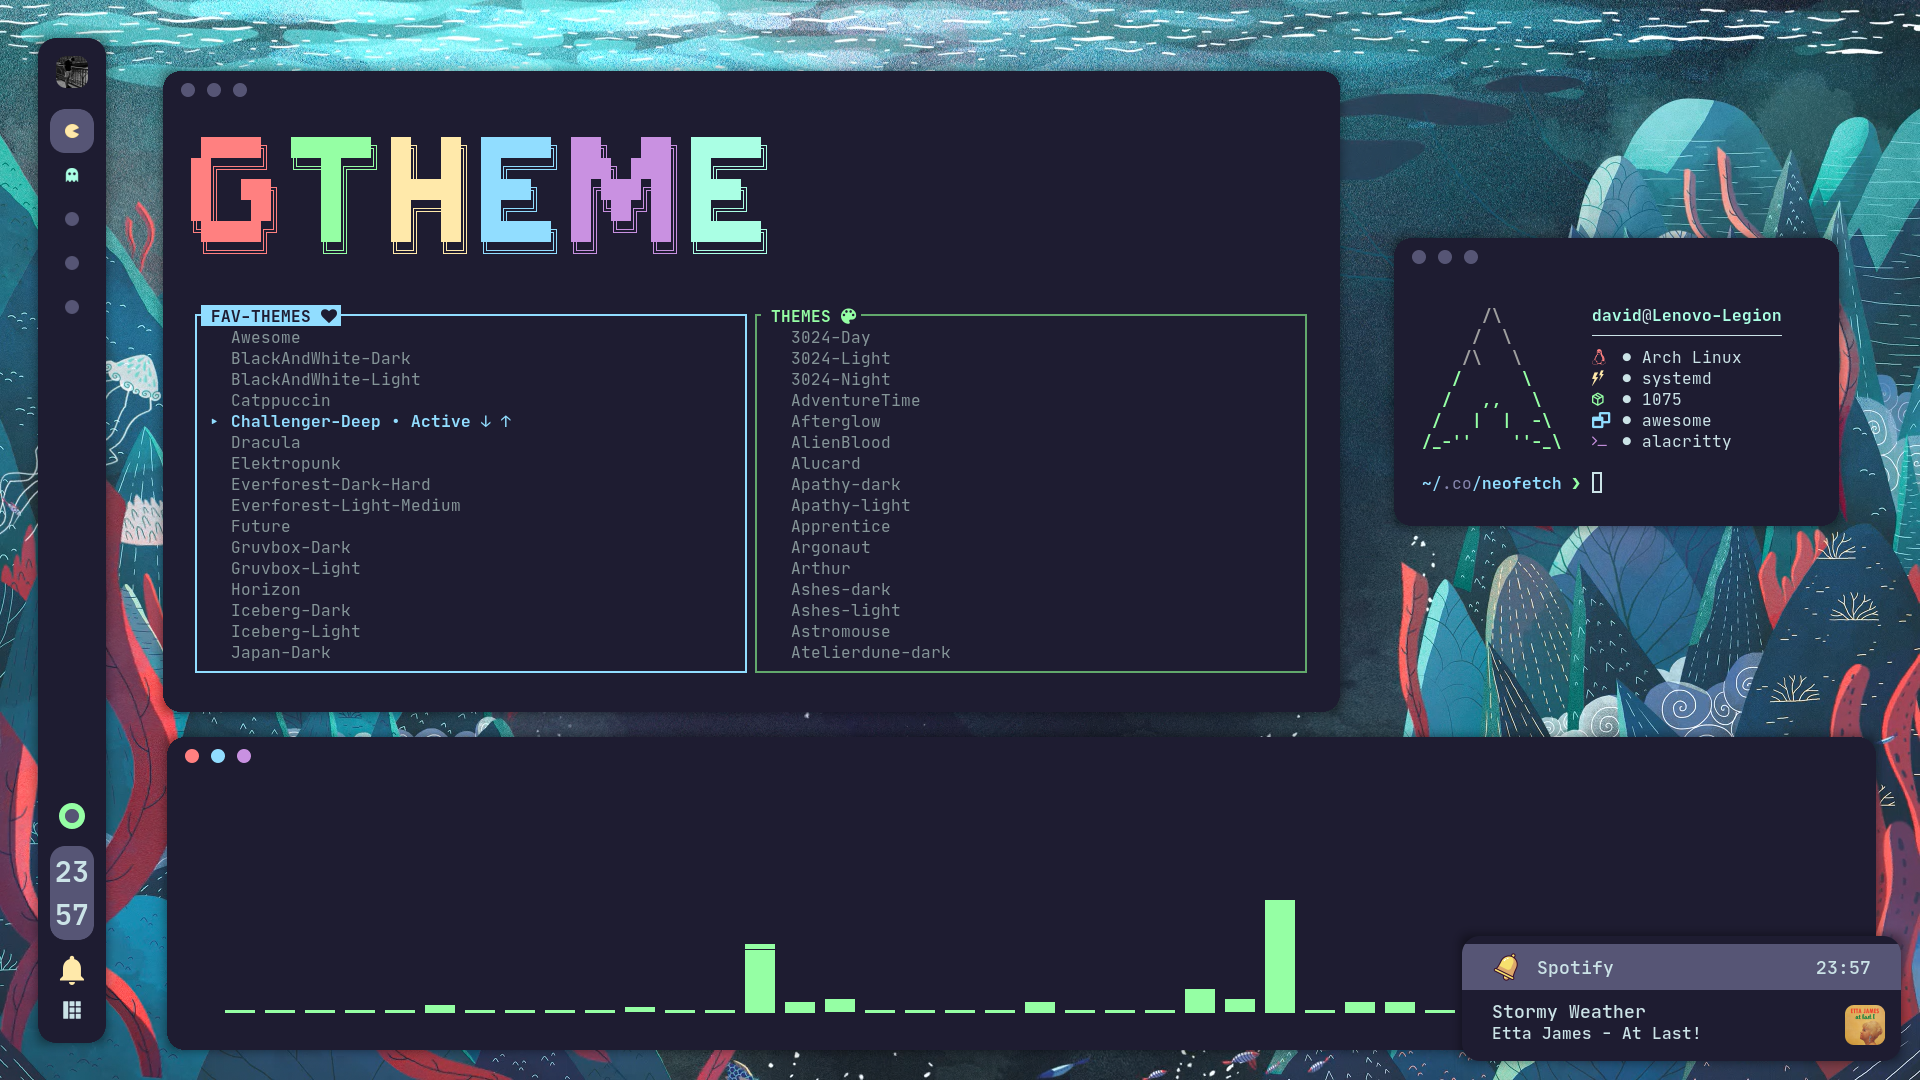 GTHEME
FAV-THEMES
Awesome
BlackAndWhite-Dark
BlackAndWhite-Light
Catppuccin
▸ Challenger-Deep • Active ↓ ↑
Dracula
Elektropunk
Everforest-Dark-Hard
Everforest-Light-Medium
Future
Gruvbox-Dark
Gruvbox-Light
Horizon
Iceberg-Dark
Iceberg-Light
Japan-Dark
THEMES
3024-Day
3024-Light
3024-Night
AdventureTime
Afterglow
AlienBlood
Alucard
Apathy-dark
Apathy-light
Apprentice
Argonaut
Arthur
Ashes-dark
Ashes-light
Astromouse
Atelierdune-dark
david@Lenovo-Legion
● Arch Linux
● systemd
● 1075
● awesome
● alacritty
~/.co/neofetch ❯
23
57
Spotify 23:57
Stormy Weather
Etta James - At Last!
ETTA JAMES
at last!